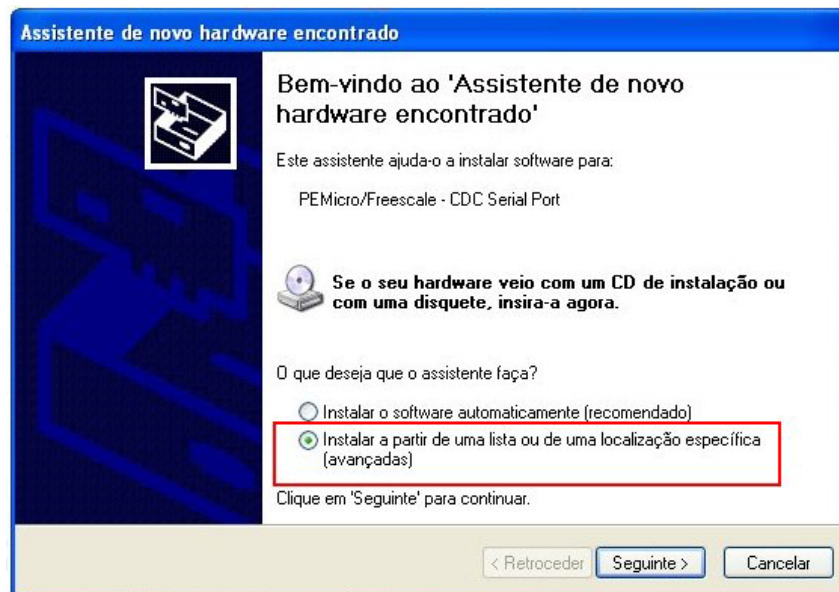 Assistente de novo hardware encontrado
Bem-vindo ao 'Assistente de novo
hardware encontrado'
Este assistente ajuda-o a instalar software para:
PEMicro/Freescale - CDC Serial Port
Se o seu hardware veio com um CD de instalação ou
com uma disquete, insira-a agora.
O que deseja que o assistente faça?
Instalar o software automaticamente (recomendado)
Instalar a partir de uma lista ou de uma localização específica
(avançadas)
Clique em 'Seguinte' para continuar.
< Retroceder Seguinte > Cancelar